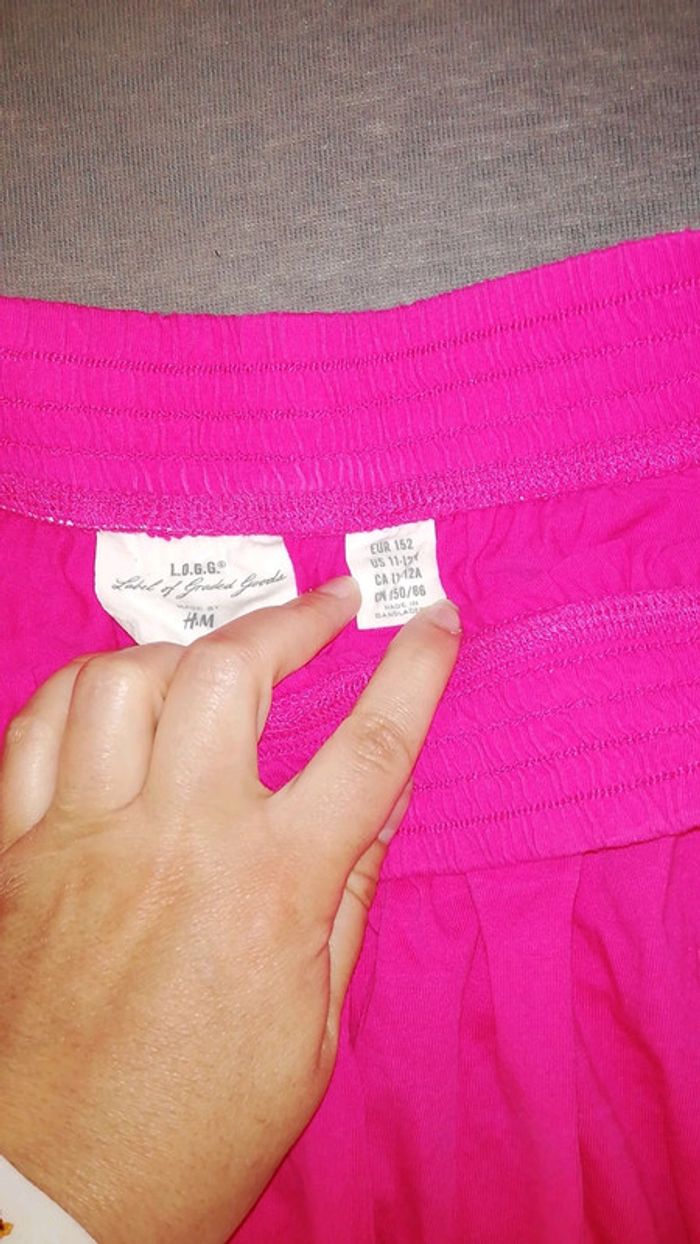 L.O.G.G.®
Label of Graded Goods
MADE BY
H&M
EUR 152
US 11-12Y
CA 12A
CN 150/66
MADE IN
BANGLADESH